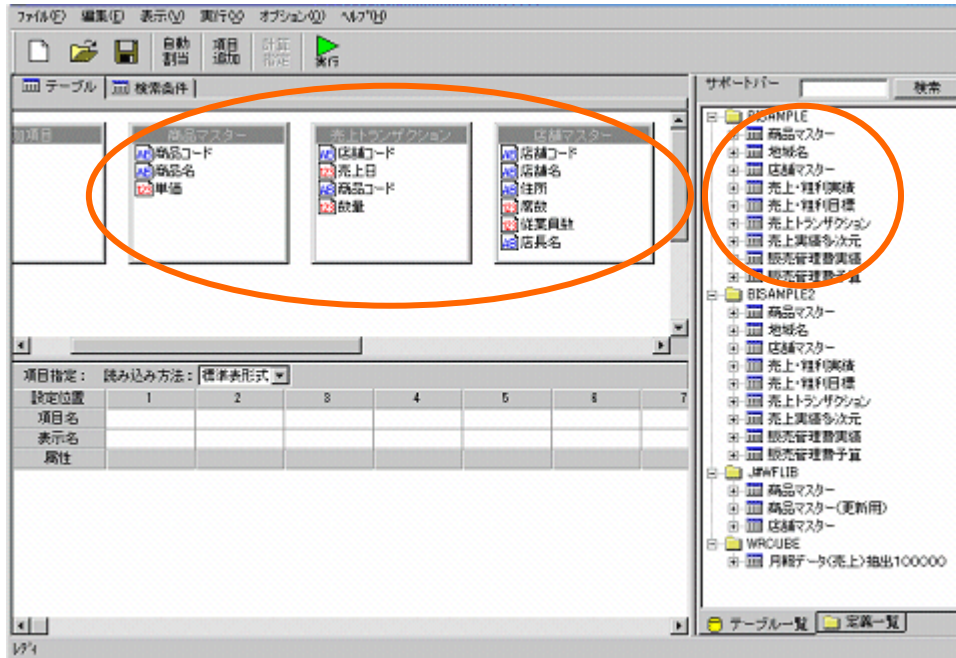 ファイル(F) 編集(E) 表示(V) 実行(X) オプション(O) ヘルプ(H)
自動割当 項目追加 計算指定 実行
テーブル 検索条件
サポートバー 検索
加項目 商品マスター 売上トランザクション 店舗マスター
商品コード 店舗コード 店舗コード
商品名 売上日 店舗名
単価 商品コード 住所
数量 席数
従業員数
店長名
BISAMPLE
商品マスター
地域名
店舗マスター
売上・粗利実績
売上・粗利目標
売上トランザクション
売上実績多次元
販売管理費実績
販売管理費予算
BISAMPLE2
商品マスター
地域名
店舗マスター
売上・粗利実績
売上・粗利目標
売上トランザクション
売上実績多次元
販売管理費実績
販売管理費予算
J#WFLIB
商品マスター
商品マスター(更新用)
店舗マスター
WRCUBE
月報データ(売上)抽出100000
項目指定: 読み込み方法: 標準表形式
設定位置 1 2 3 4 5 6 7
項目名
表示名
属性
テーブル一覧 定義一覧
レディ